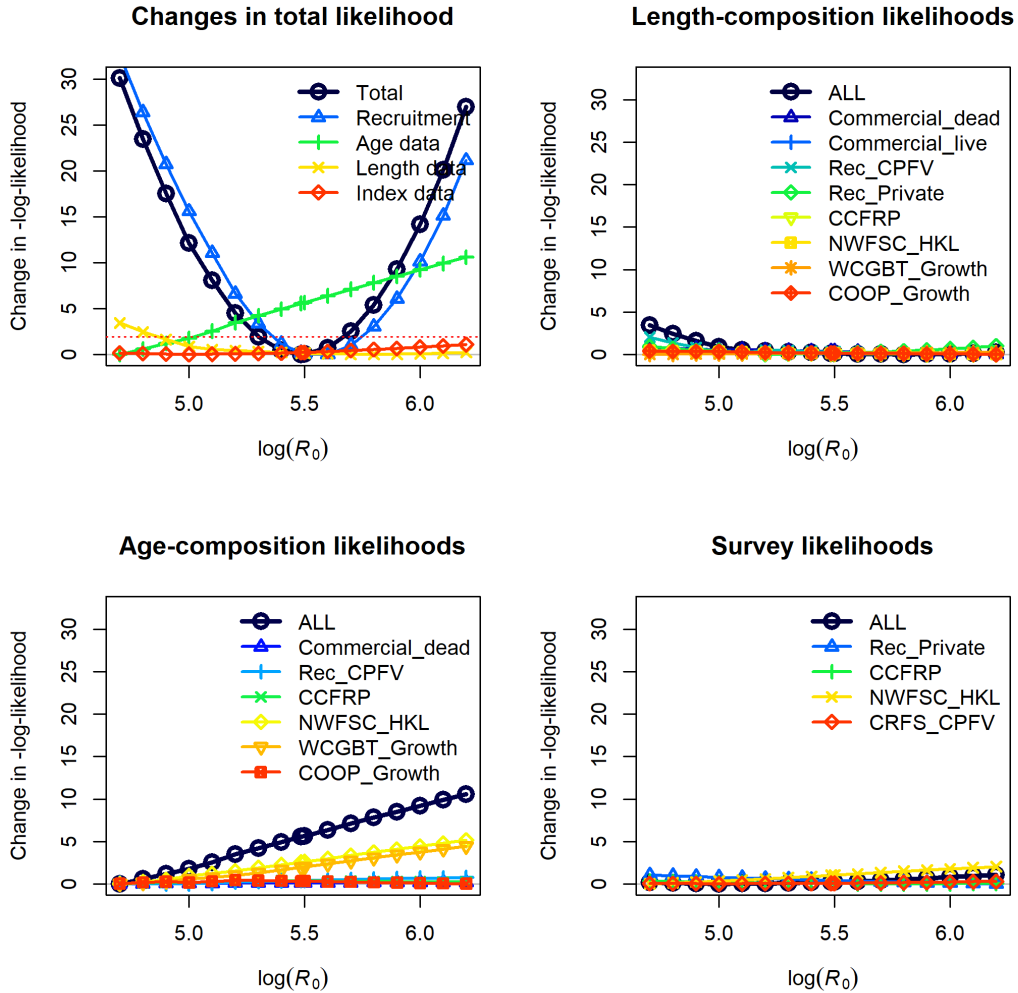 Changes in total likelihood
Change in -log-likelihood
0 5 10 15 20 25 30
Total
Recruitment
Age data
Length data
Index data
5.0 5.5 6.0
log(R0)
Length-composition likelihoods
Change in -log-likelihood
0 5 10 15 20 25 30
ALL
Commercial_dead
Commercial_live
Rec_CPFV
Rec_Private
CCFRP
NWFSC_HKL
WCGBT_Growth
COOP_Growth
5.0 5.5 6.0
log(R0)
Age-composition likelihoods
Change in -log-likelihood
0 5 10 15 20 25 30
ALL
Commercial_dead
Rec_CPFV
CCFRP
NWFSC_HKL
WCGBT_Growth
COOP_Growth
5.0 5.5 6.0
log(R0)
Survey likelihoods
Change in -log-likelihood
0 5 10 15 20 25 30
ALL
Rec_Private
CCFRP
NWFSC_HKL
CRFS_CPFV
5.0 5.5 6.0
log(R0)